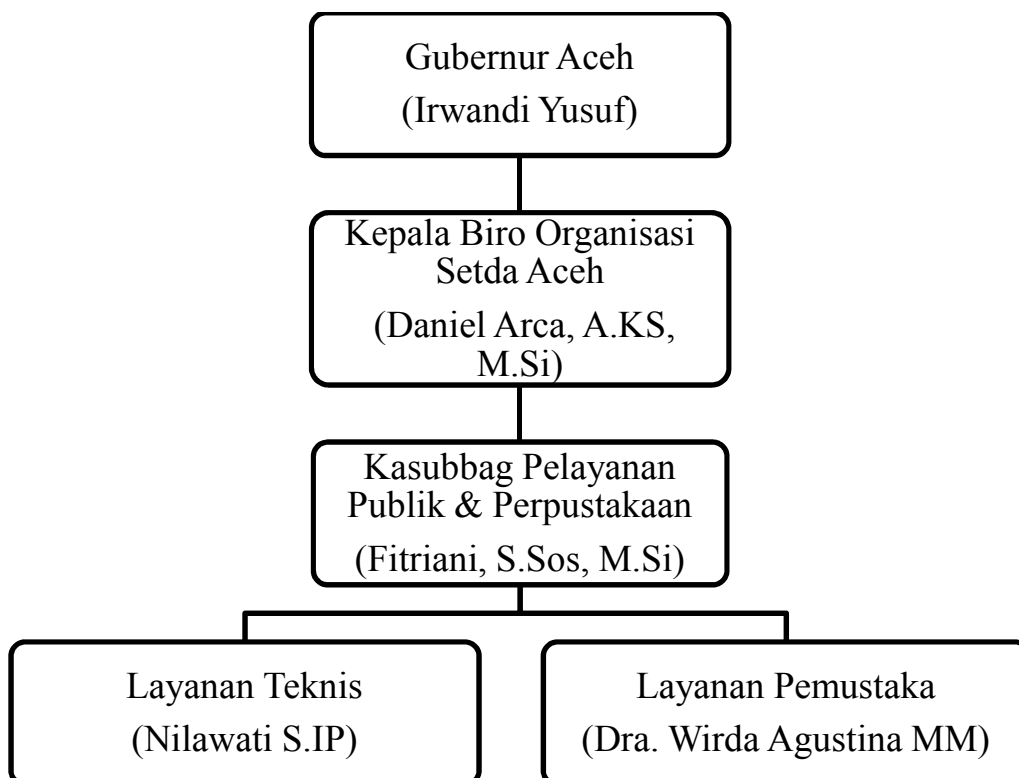 Gubernur Aceh
(Irwandi Yusuf)
Kepala Biro Organisasi
Setda Aceh
(Daniel Arca, A.KS,
M.Si)
Kasubbag Pelayanan
Publik & Perpustakaan
(Fitriani, S.Sos, M.Si)
Layanan Teknis
(Nilawati S.IP)
Layanan Pemustaka
(Dra. Wirda Agustina MM)